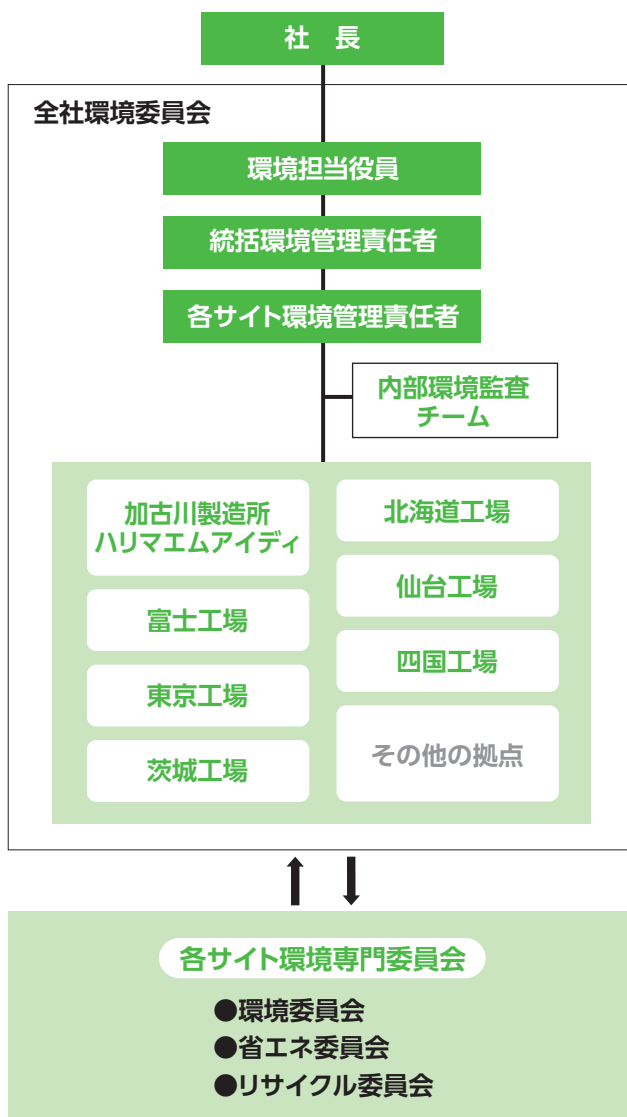 社 長
全社環境委員会
環境担当役員
統括環境管理責任者
各サイト環境管理責任者
内部環境監査
チーム
加古川製造所
ハリマエムアイディ
富士工場
東京工場
茨城工場
北海道工場
仙台工場
四国工場
その他の拠点
各サイト環境専門委員会
●環境委員会
●省エネ委員会
●リサイクル委員会